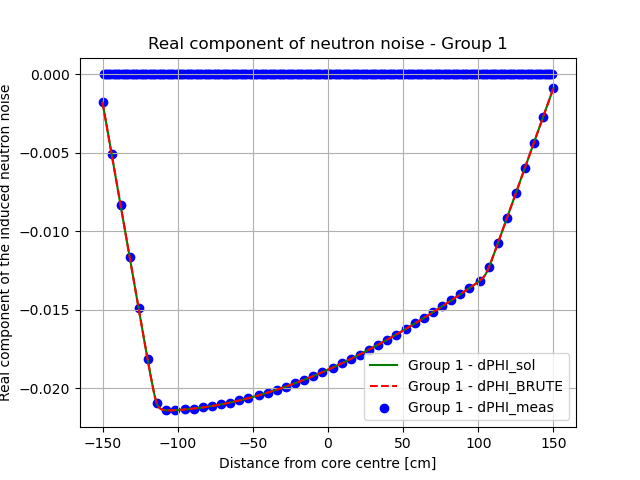 Real component of neutron noise - Group 1
Real component of the induced neutron noise
0.000
−0.005
−0.010
−0.015
−0.020
−150
−100
−50
0
50
100
150
Distance from core centre [cm]
Group 1 - dPHI_sol
Group 1 - dPHI_BRUTE
Group 1 - dPHI_meas